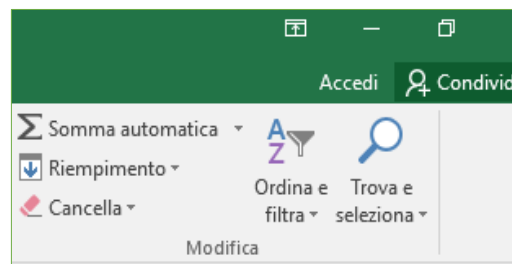 Accedi Condivid
Somma automatica
Riempimento
Cancella
Ordina e
filtra
Trova e
seleziona
Modifica